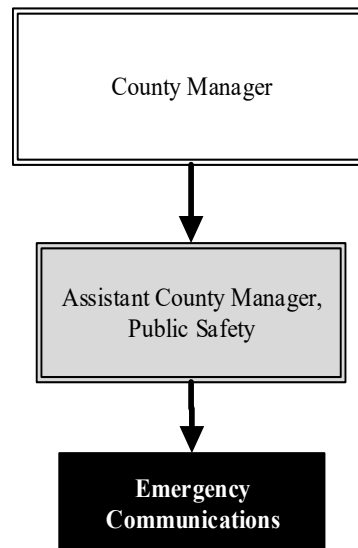 County Manager
Assistant County Manager,
Public Safety
Emergency
Communications